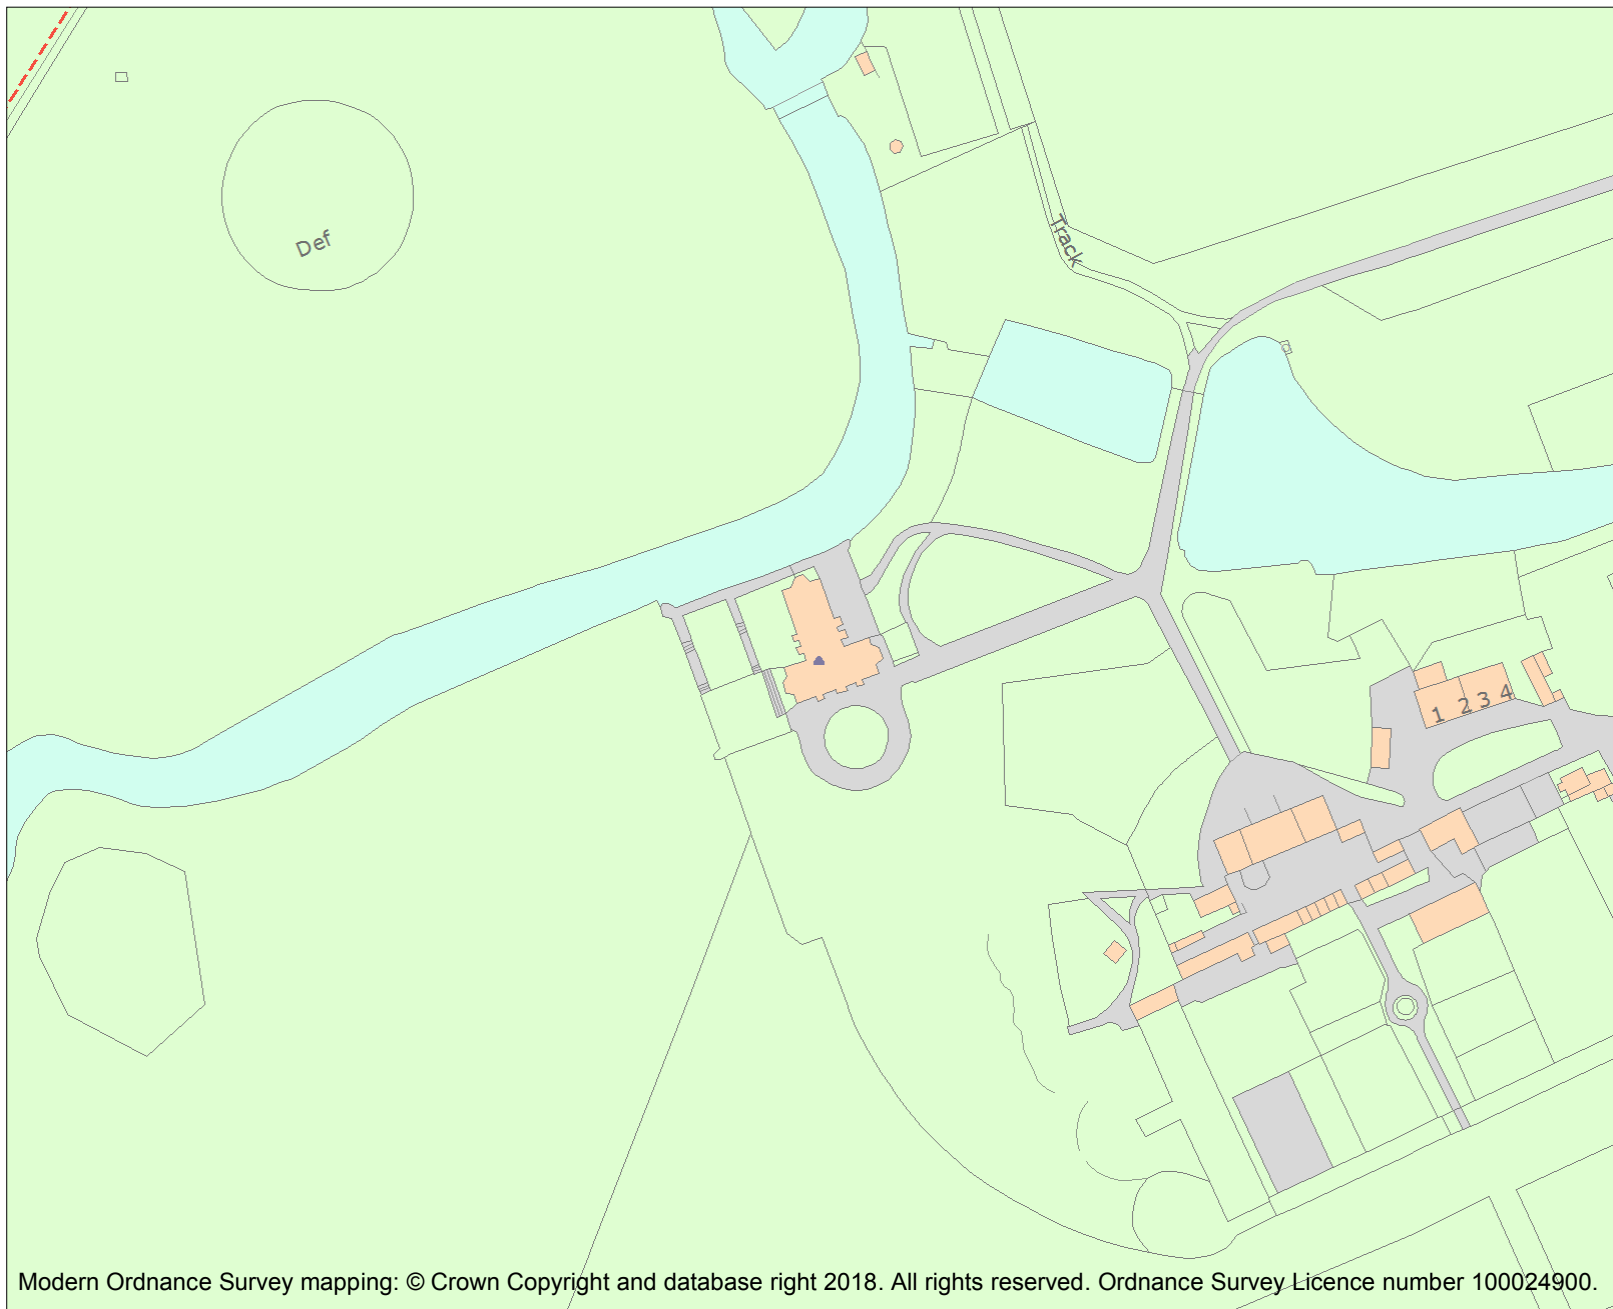 Def
Track
1 2 3 4
Modern Ordnance Survey mapping: © Crown Copyright and database right 2018. All rights reserved. Ordnance Survey Licence number 100024900.